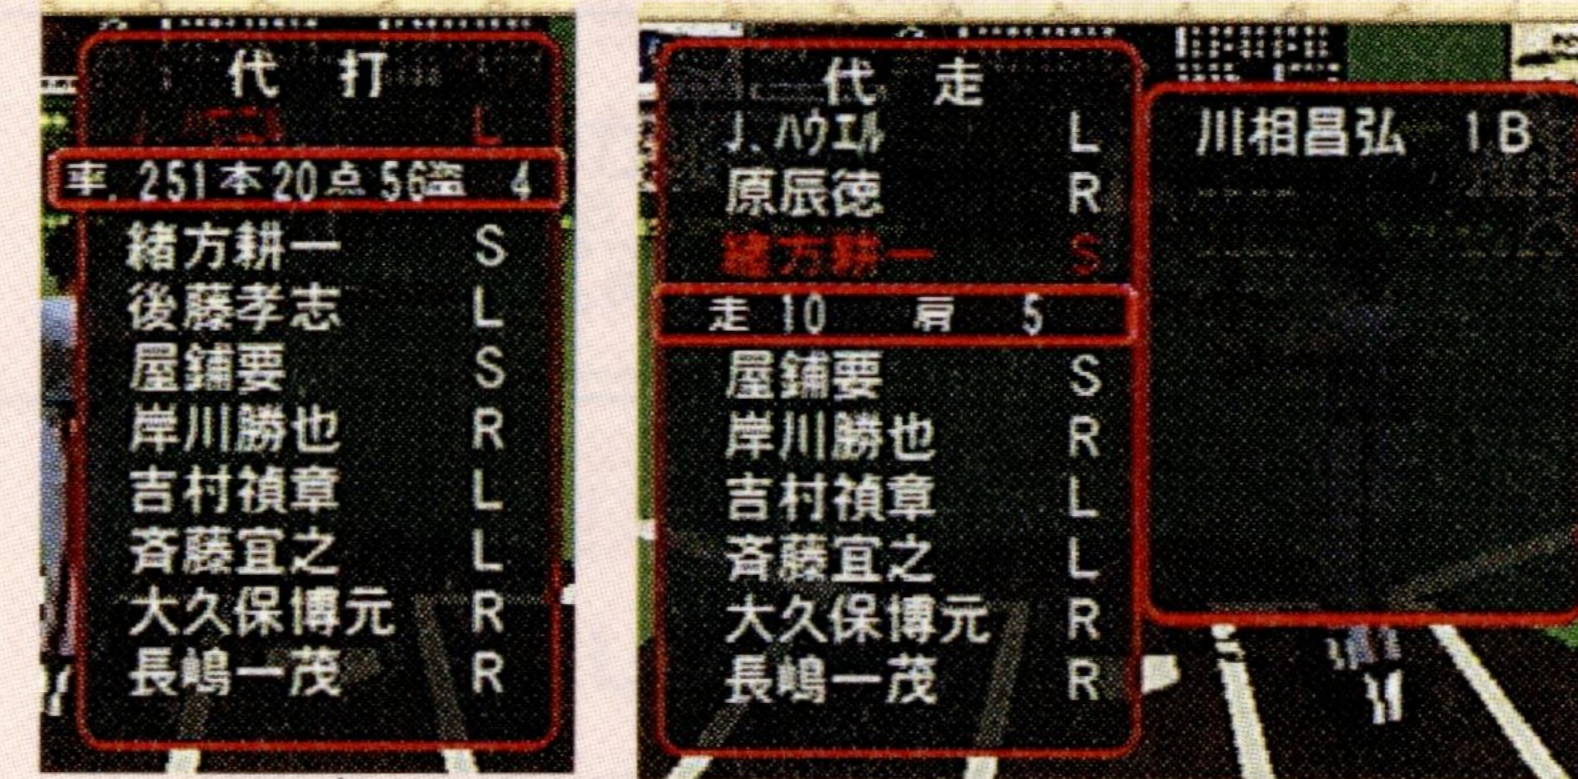 代 打
J.ハウエル L
率.251本20点56盗 4
緒方耕一 S
後藤孝志 L
屋鋪要 S
岸川勝也 R
吉村禎章 L
斉藤宜之 L
大久保博元 R
長嶋一茂 R
代 走
J.ハウエル L
原辰徳 R
緒方耕一 S
走 10 肩 5
屋鋪要 S
岸川勝也 R
吉村禎章 L
斉藤宜之 L
大久保博元 R
長嶋一茂 R
川相昌弘 1B